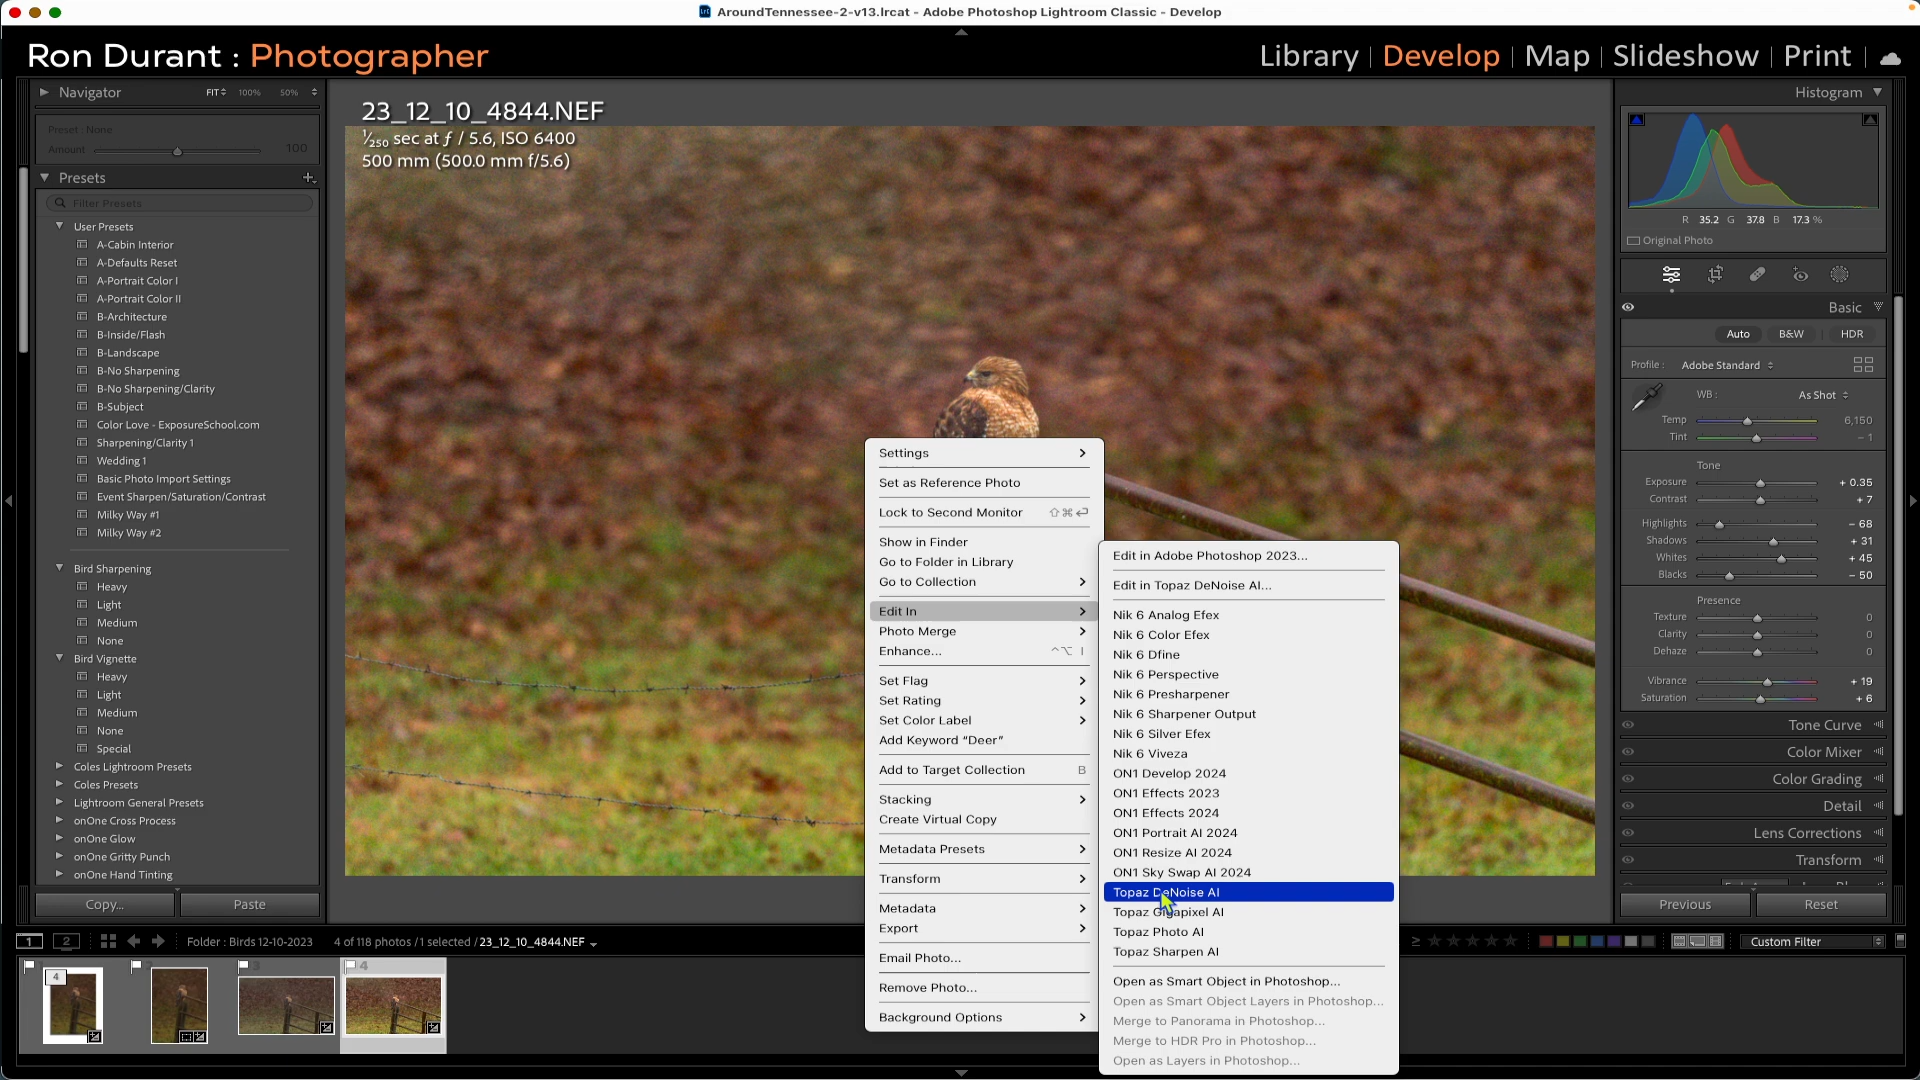 AroundTennessee-2-v13.lrcat - Adobe Photoshop Lightroom Classic - Develop
Ron Durant : Photographer
Library | Develop | Map | Slideshow | Print |
Navigator
FIT
100%
50%
Preset : None
Amount
100
Presets
Filter Presets
User Presets
A-Cabin Interior
A-Defaults Reset
A-Portrait Color I
A-Portrait Color II
B-Architecture
B-Inside/Flash
B-Landscape
B-No Sharpening
B-No Sharpening/Clarity
B-Subject
Color Love - ExposureSchool.com
Sharpening/Clarity 1
Wedding 1
Basic Photo Import Settings
Event Sharpen/Saturation/Contrast
Milky Way #1
Milky Way #2
Bird Sharpening
Heavy
Light
Medium
None
Bird Vignette
Heavy
Light
Medium
None
Special
Coles Lightroom Presets
Coles Presets
Lightroom General Presets
onOne Cross Process
onOne Glow
onOne Gritty Punch
onOne Hand Tinting
Copy...
Paste
23_12_10_4844.NEF
1/250 sec at ƒ / 5.6, ISO 6400
500 mm (500.0 mm f/5.6)
Settings
Set as Reference Photo
Lock to Second Monitor ⇧⌘↩
Show in Finder
Go to Folder in Library
Go to Collection
Edit In
Photo Merge
Enhance... ^⌥ I
Set Flag
Set Rating
Set Color Label
Add Keyword “Deer”
Add to Target Collection B
Stacking
Create Virtual Copy
Metadata Presets
Transform
Metadata
Export
Email Photo...
Remove Photo...
Background Options
Edit in Adobe Photoshop 2023...
Edit in Topaz DeNoise AI...
Nik 6 Analog Efex
Nik 6 Color Efex
Nik 6 Dfine
Nik 6 Perspective
Nik 6 Presharpener
Nik 6 Sharpener Output
Nik 6 Silver Efex
Nik 6 Viveza
ON1 Develop 2024
ON1 Effects 2023
ON1 Effects 2024
ON1 Portrait AI 2024
ON1 Resize AI 2024
ON1 Sky Swap AI 2024
Topaz DeNoise AI
Topaz Gigapixel AI
Topaz Photo AI
Topaz Sharpen AI
Open as Smart Object in Photoshop...
Open as Smart Object Layers in Photoshop...
Merge to Panorama in Photoshop...
Merge to HDR Pro in Photoshop...
Open as Layers in Photoshop...
Histogram
R 35.2 G 37.8 B 17.3 %
Original Photo
Basic
Auto
B&W
HDR
Profile : Adobe Standard
WB : As Shot
Temp 6,150
Tint – 1
Tone
Exposure + 0.35
Contrast + 7
Highlights – 68
Shadows + 31
Whites + 45
Blacks – 50
Presence
Texture 0
Clarity 0
Dehaze 0
Vibrance + 19
Saturation + 6
Tone Curve
Color Mixer
Color Grading
Detail
Lens Corrections
Transform
Previous
Reset
1
2
Folder : Birds 12-10-2023
4 of 118 photos / 1 selected / 23_12_10_4844.NEF
≥
Custom Filter
4
3
4